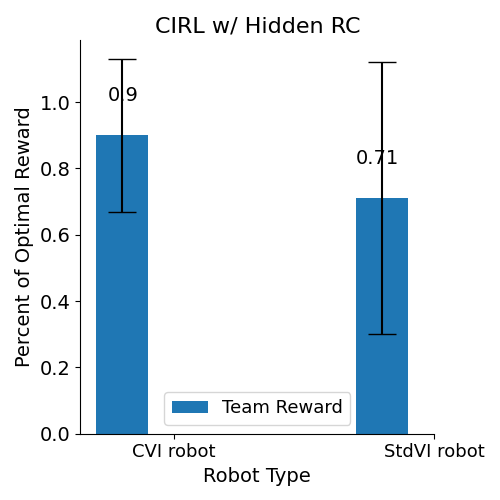 CIRL w/ Hidden RC
Percent of Optimal Reward
1.0
0.8
0.6
0.4
0.2
0.0
0.9
0.71
Team Reward
CVI robot
StdVI robot
Robot Type